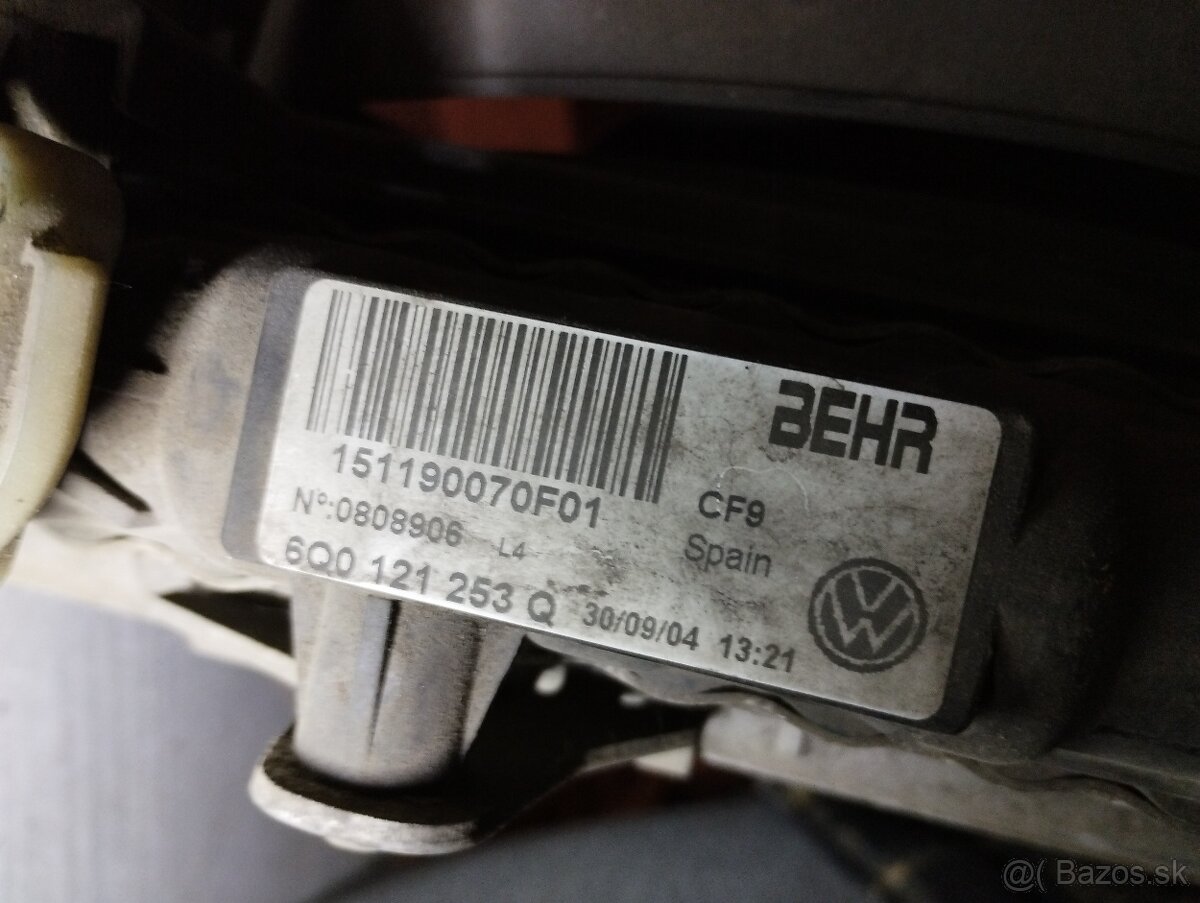 BEHR
151190070F01
CF9
N°:0808906 L4
Spain
6Q0 121 253 Q 30/09/04 13:21
@( Bazos.sk